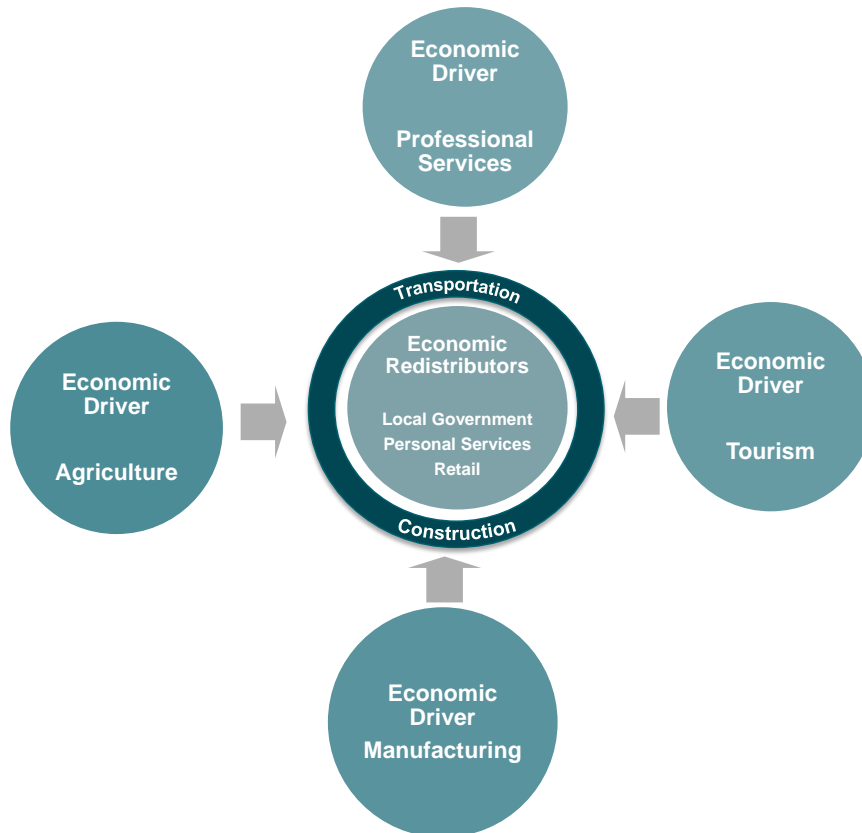 Economic
Driver
Professional
Services
Transportation
Economic
Redistributors
Local Government
Personal Services
Retail
Construction
Economic
Driver
Agriculture
Economic
Driver
Tourism
Economic
Driver
Manufacturing